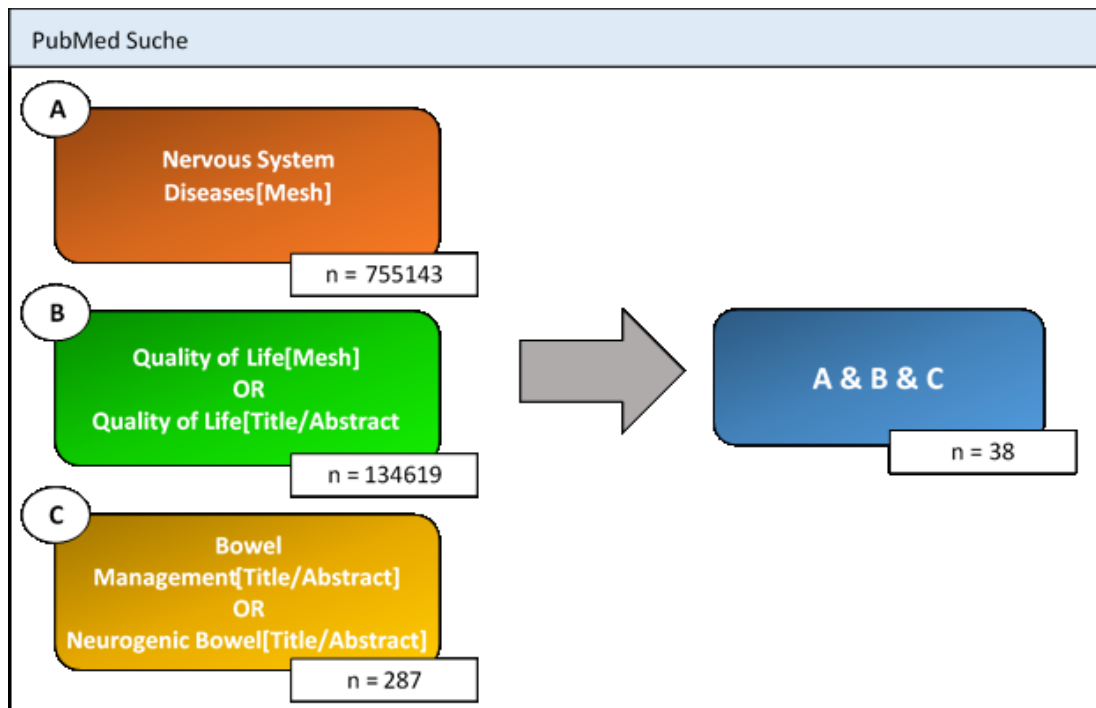 PubMed Suche
A
Nervous System
Diseases[Mesh]
n = 755143
B
Quality of Life[Mesh]
OR
Quality of Life[Title/Abstract
n = 134619
C
Bowel
Management[Title/Abstract]
OR
Neurogenic Bowel[Title/Abstract]
n = 287
A & B & C
n = 38